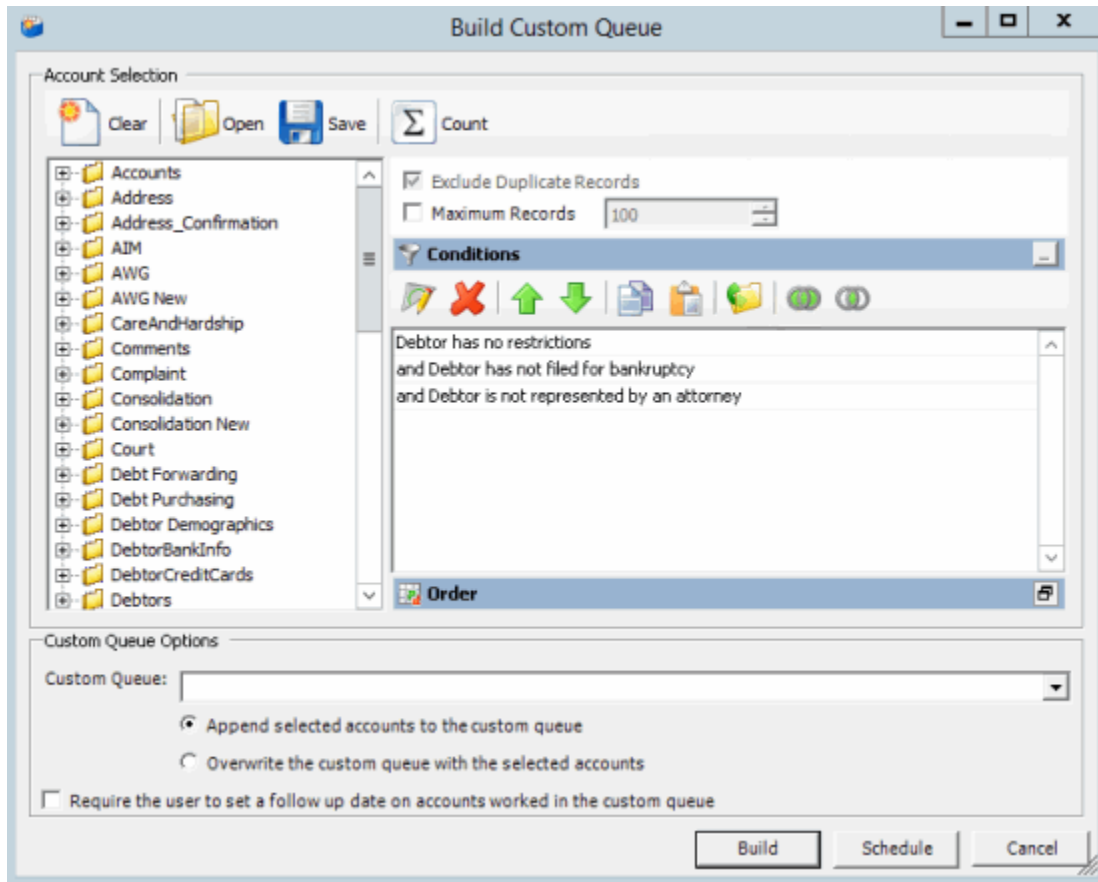 Build Custom Queue
Account Selection
Clear Open Save Count
Accounts
Address
Address_Confirmation
AIM
AWG
AWG New
CareAndHardship
Comments
Complaint
Consolidation
Consolidation New
Court
Debt Forwarding
Debt Purchasing
Debtor Demographics
DebtorBankInfo
DebtorCreditCards
Debtors
Exclude Duplicate Records
Maximum Records 100
Conditions
Debtor has no restrictions
and Debtor has not filed for bankruptcy
and Debtor is not represented by an attorney
Order
Custom Queue Options
Custom Queue:
Append selected accounts to the custom queue
Overwrite the custom queue with the selected accounts
Require the user to set a follow up date on accounts worked in the custom queue
Build Schedule Cancel